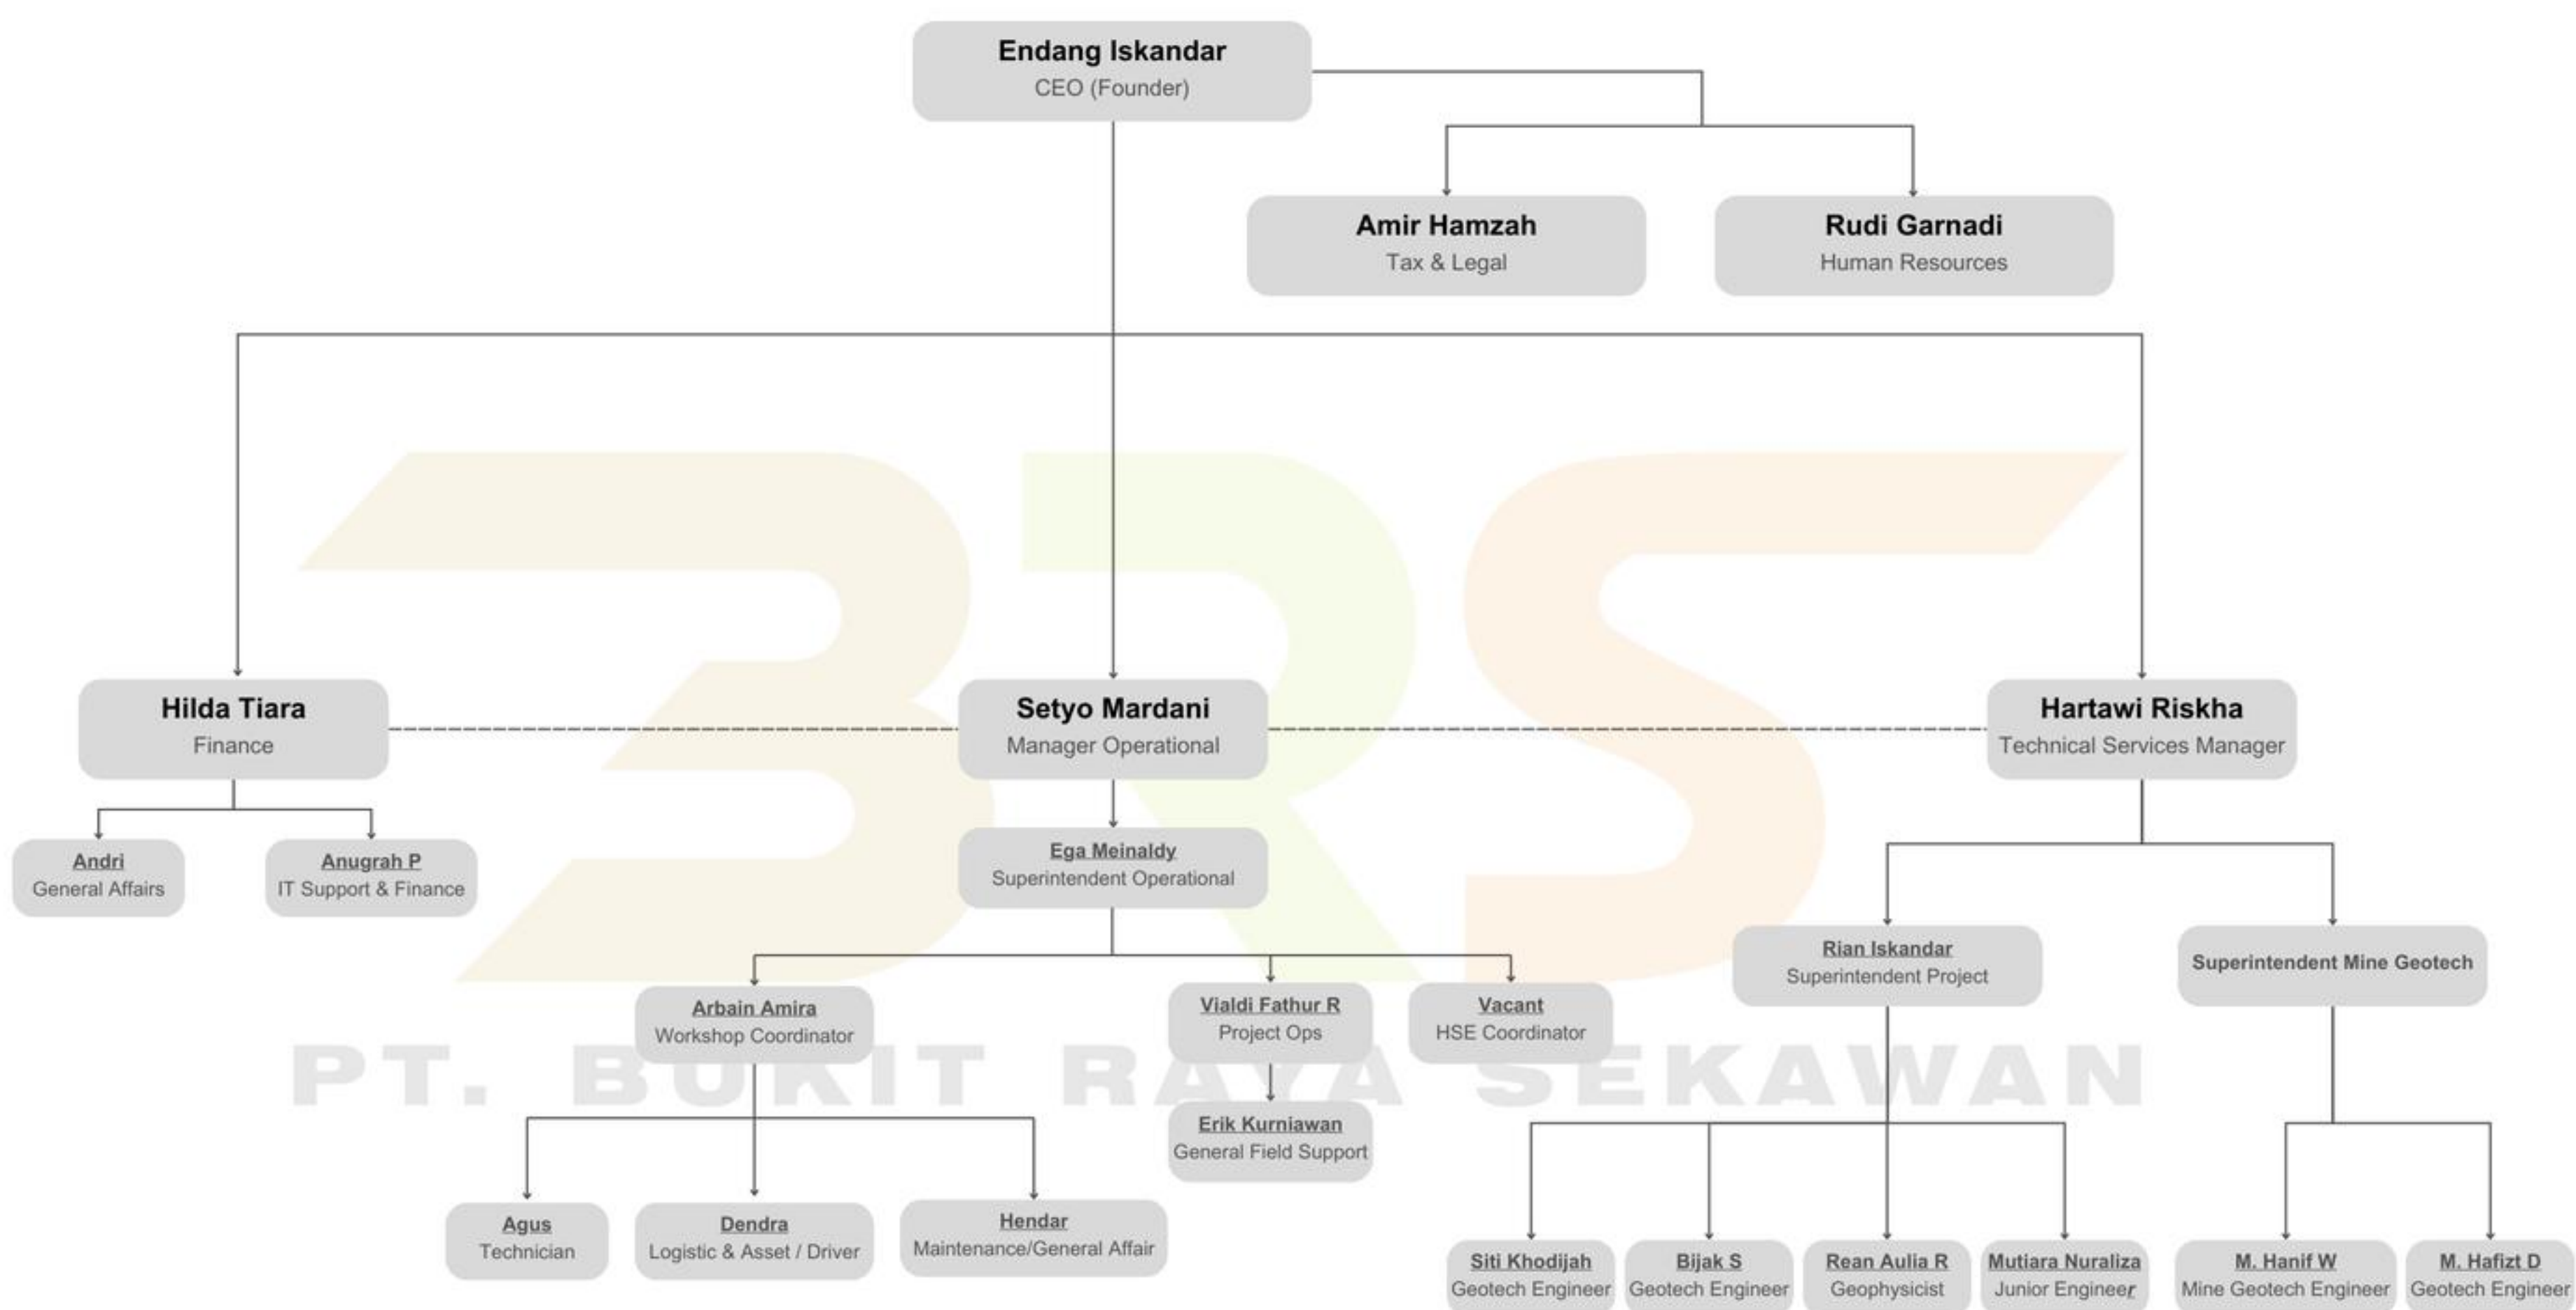 Endang Iskandar
CEO (Founder)
Amir Hamzah
Tax & Legal
Rudi Garnadi
Human Resources
Hilda Tiara
Finance
Setyo Mardani
Manager Operational
Hartawi Riskha
Technical Services Manager
Andri
General Affairs
Anugrah P
IT Support & Finance
Ega Meinaldy
Superintendent Operational
Rian Iskandar
Superintendent Project
Superintendent Mine Geotech
Arbain Amira
Workshop Coordinator
Vialdi Fathur R
Project Ops
Vacant
HSE Coordinator
Erik Kurniawan
General Field Support
Agus
Technician
Dendra
Logistic & Asset / Driver
Hendar
Maintenance/General Affair
Siti Khodijah
Geotech Engineer
Bijak S
Geotech Engineer
Rean Aulia R
Geophysicist
Mutiara Nuraliza
Junior Engineer
M. Hanif W
Mine Geotech Engineer
M. Hafizt D
Geotech Engineer
BRS
PT. BUKIT RAYA SEKAWAN